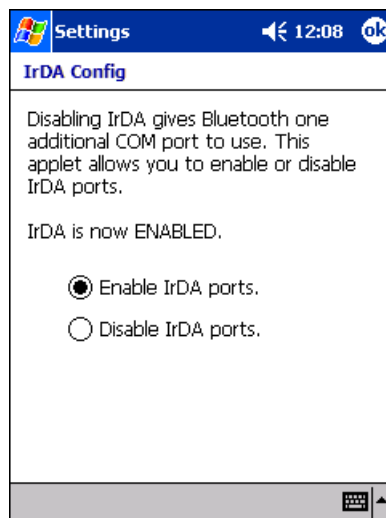 Settings 12:08 ok
IrDA Config
Disabling IrDA gives Bluetooth one
additional COM port to use. This
applet allows you to enable or disable
IrDA ports.
IrDA is now ENABLED.
Enable IrDA ports.
Disable IrDA ports.